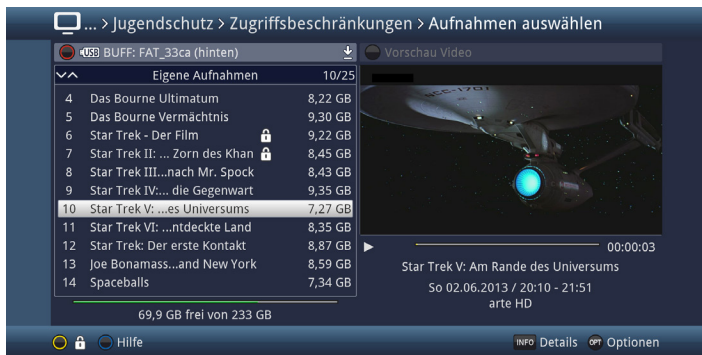 ... > Jugendschutz > Zugriffsbeschränkungen > Aufnahmen auswählen
USB BUFF: FAT_33ca (hinten)
Vorschau Video
Eigene Aufnahmen 10/25
4 Das Bourne Ultimatum 8,22 GB
5 Das Bourne Vermächtnis 9,30 GB
6 Star Trek - Der Film 9,22 GB
7 Star Trek II: ... Zorn des Khan 8,45 GB
8 Star Trek III...nach Mr. Spock 8,43 GB
9 Star Trek IV:... die Gegenwart 9,35 GB
10 Star Trek V: ...es Universums 7,27 GB
11 Star Trek VI: ...ntdeckte Land 8,35 GB
12 Star Trek: Der erste Kontakt 8,87 GB
13 Joe Bonamass...and New York 8,59 GB
14 Spaceballs 7,34 GB
69,9 GB frei von 233 GB
NCC-1701
00:00:03
Star Trek V: Am Rande des Universums
So 02.06.2013 / 20:10 - 21:51
arte HD
Hilfe
INFO Details OPT Optionen